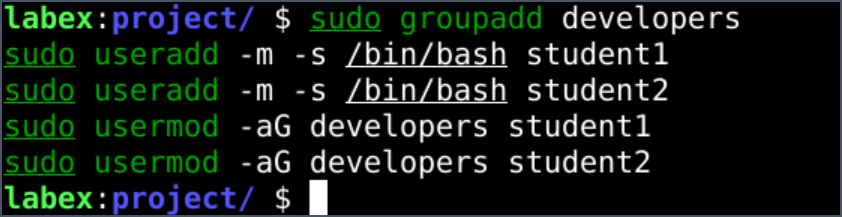 labex:project/ $ sudo groupadd developers
sudo useradd -m -s /bin/bash student1
sudo useradd -m -s /bin/bash student2
sudo usermod -aG developers student1
sudo usermod -aG developers student2
labex:project/ $